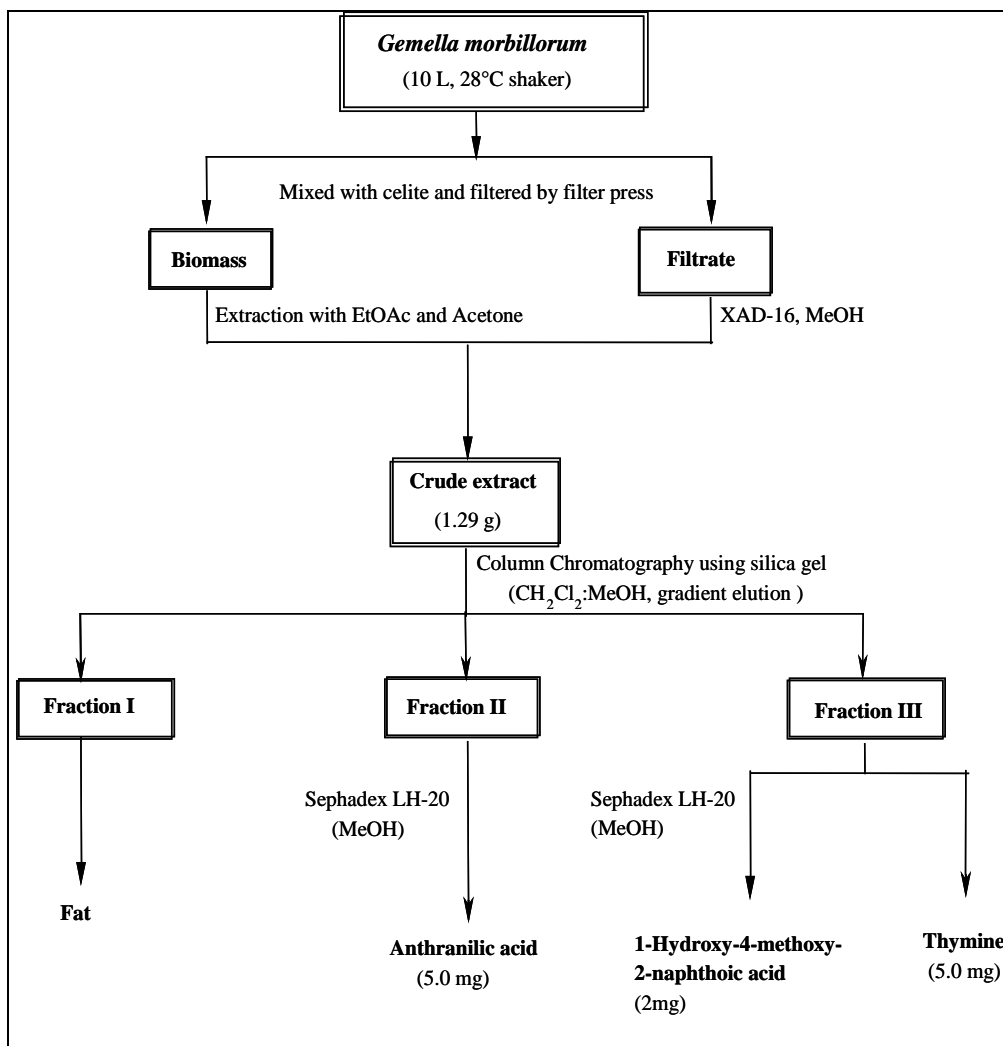 Gemella morbillorum
(10 L, 28°C shaker)
Mixed with celite and filtered by filter press
Biomass
Filtrate
Extraction with EtOAc and Acetone
XAD-16, MeOH
Crude extract
(1.29 g)
Column Chromatography using silica gel
(CH₂Cl₂:MeOH, gradient elution )
Fraction I
Fraction II
Fraction III
Sephadex LH-20
(MeOH)
Sephadex LH-20
(MeOH)
Fat
Anthranilic acid
(5.0 mg)
1-Hydroxy-4-methoxy-
2-naphthoic acid
(2mg)
Thymine
(5.0 mg)